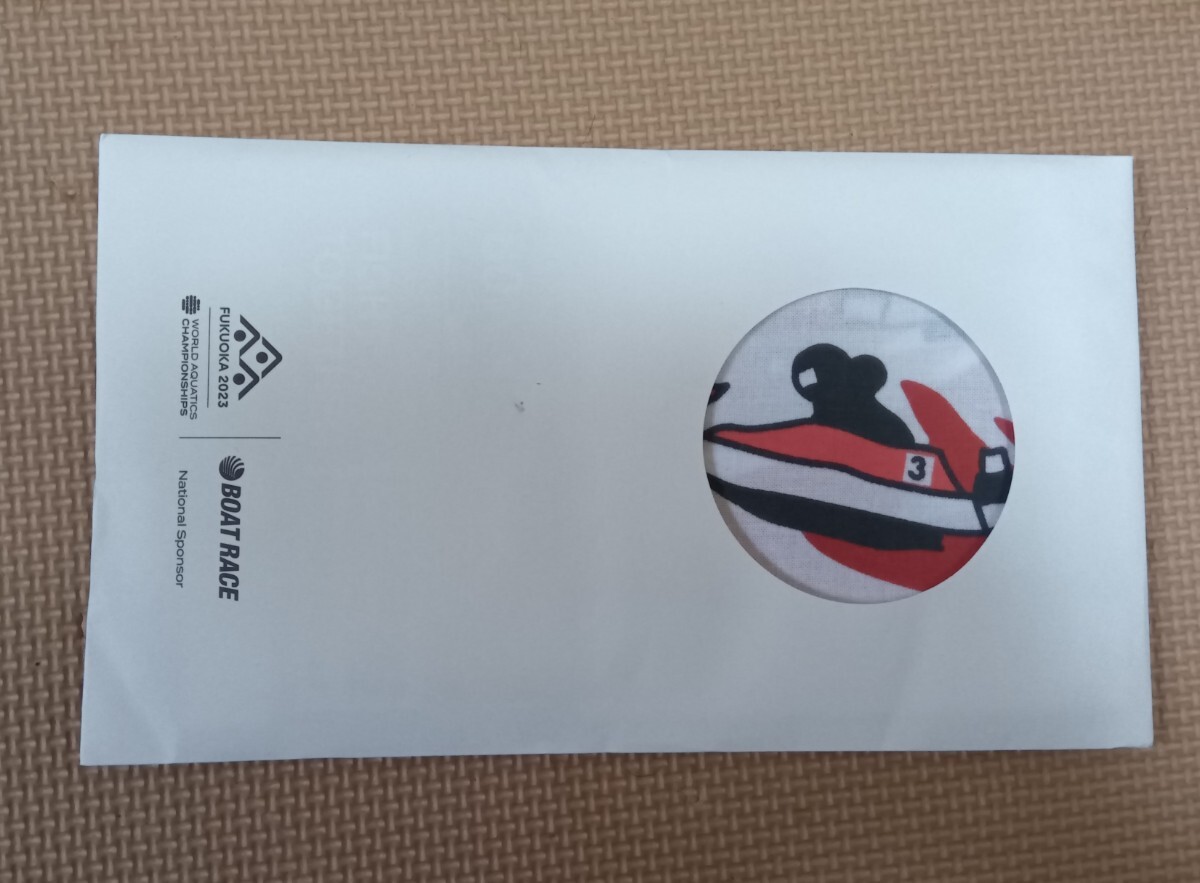 FUKUOKA 2023
WORLD AQUATICS
CHAMPIONSHIPS
BOAT RACE
National Sponsor
3